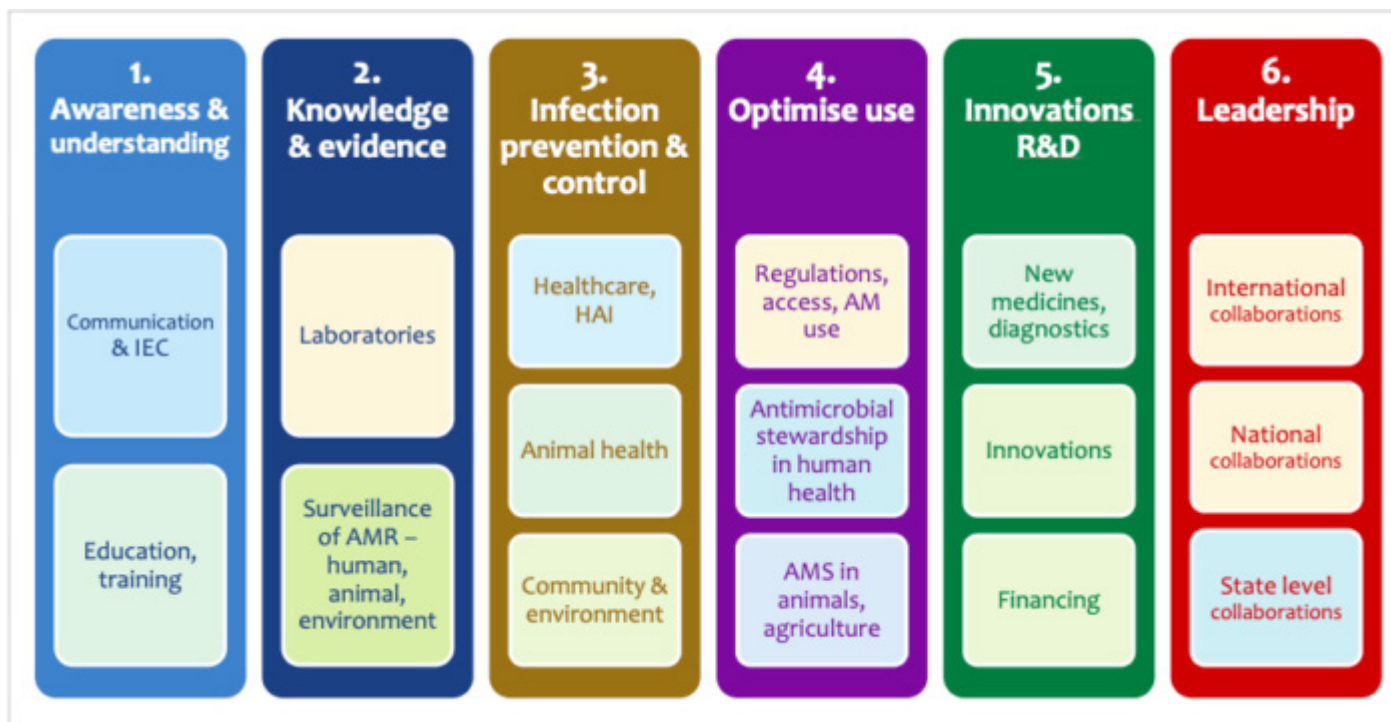 1.
Awareness &
understanding
Communication
& IEC
Education,
training
2.
Knowledge
& evidence
Laboratories
Surveillance
of AMR –
human,
animal,
environment
3.
Infection
prevention &
control
Healthcare,
HAI
Animal health
Community &
environment
4.
Optimise use
Regulations,
access, AM
use
Antimicrobial
stewardship
in human
health
AMS in
animals,
agriculture
5.
Innovations
R&D
New
medicines,
diagnostics
Innovations
Financing
6.
Leadership
International
collaborations
National
collaborations
State level
collaborations